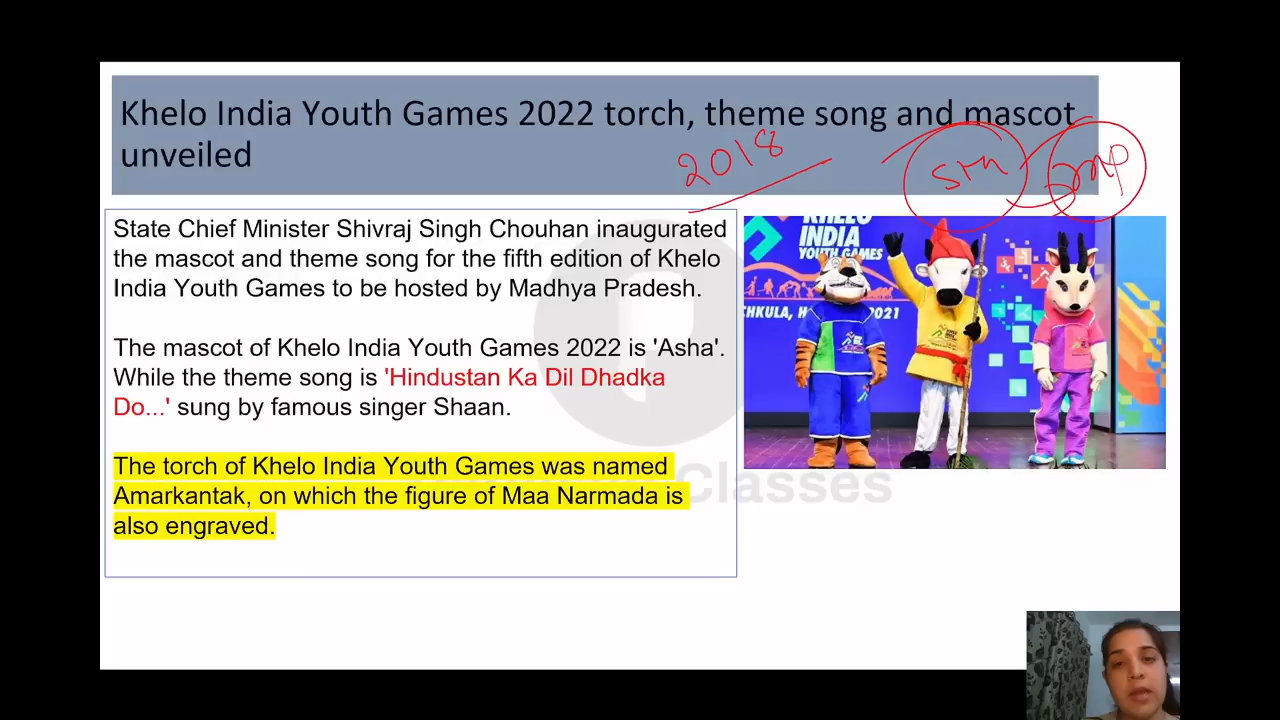 Khelo India Youth Games 2022 torch, theme song and mascot
unveiled
2018
mp
State Chief Minister Shivraj Singh Chouhan inaugurated
the mascot and theme song for the fifth edition of Khelo
India Youth Games to be hosted by Madhya Pradesh.
The mascot of Khelo India Youth Games 2022 is 'Asha'.
While the theme song is 'Hindustan Ka Dil Dhadka
Do...' sung by famous singer Shaan.
The torch of Khelo India Youth Games was named
Amarkantak, on which the figure of Maa Narmada is
also engraved.
KHELO
INDIA
YOUTH GAMES
2021
Classes